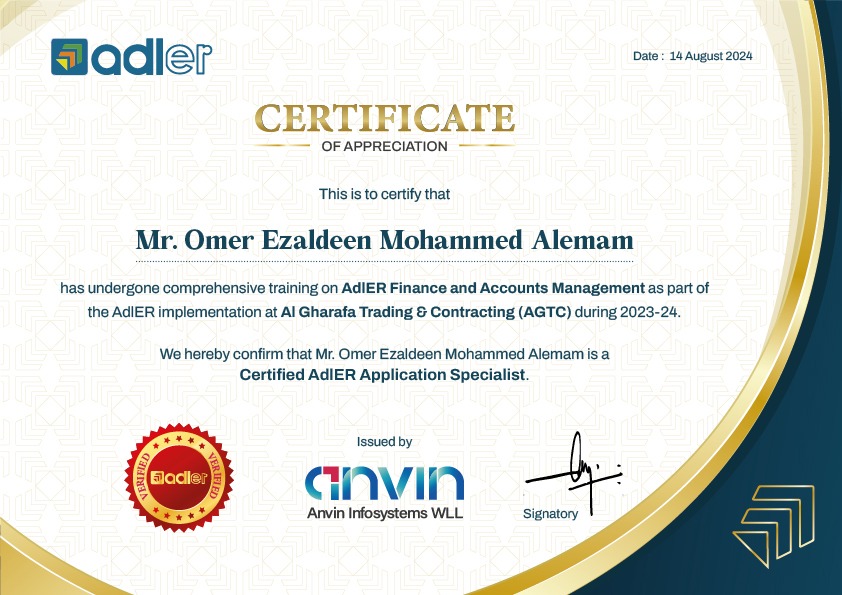 adler
Date : 14 August 2024
CERTIFICATE
OF APPRECIATION
This is to certify that
Mr. Omer Ezaldeen Mohammed Alemam
has undergone comprehensive training on AdlER Finance and Accounts Management as part of
the AdlER implementation at Al Gharafa Trading & Contracting (AGTC) during 2023-24.
We hereby confirm that Mr. Omer Ezaldeen Mohammed Alemam is a
Certified AdlER Application Specialist.
VERIFIED
adler
VERIFIED
Issued by
anvin
Anvin Infosystems WLL
Signatory